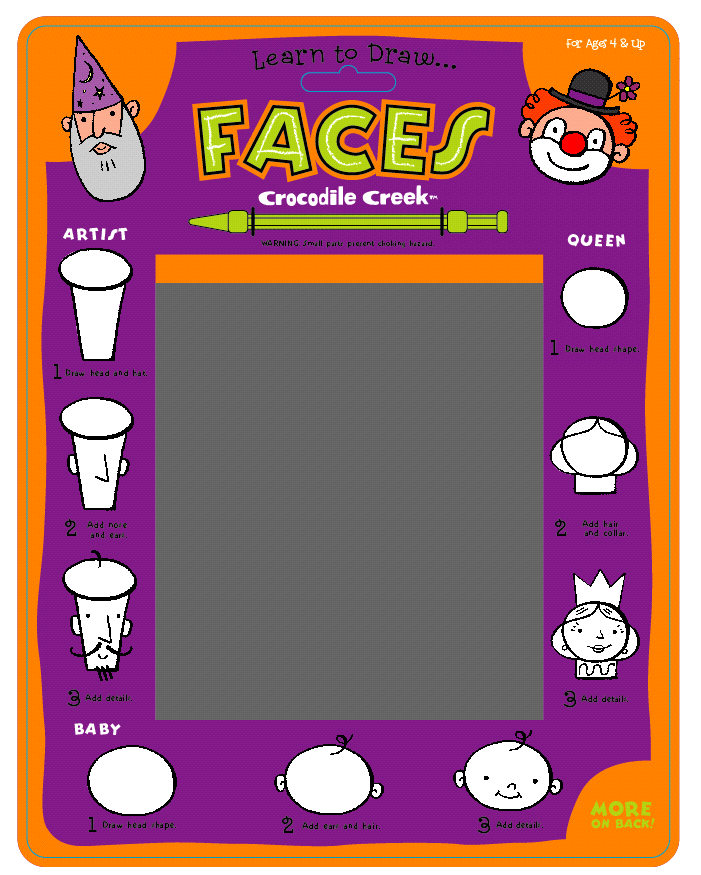 For Ages 4 & Up
Learn to Draw...
FACES
Crocodile Creek™
WARNING: Small parts present choking hazard.
ARTIST
1 Draw head and hat.
2 Add nose
and ears.
3 Add details.
QUEEN
1 Draw head shape.
2 Add hair
and collar.
3 Add details.
BABY
1 Draw head shape.
2 Add ears and hair.
3 Add details.
MORE
ON BACK!